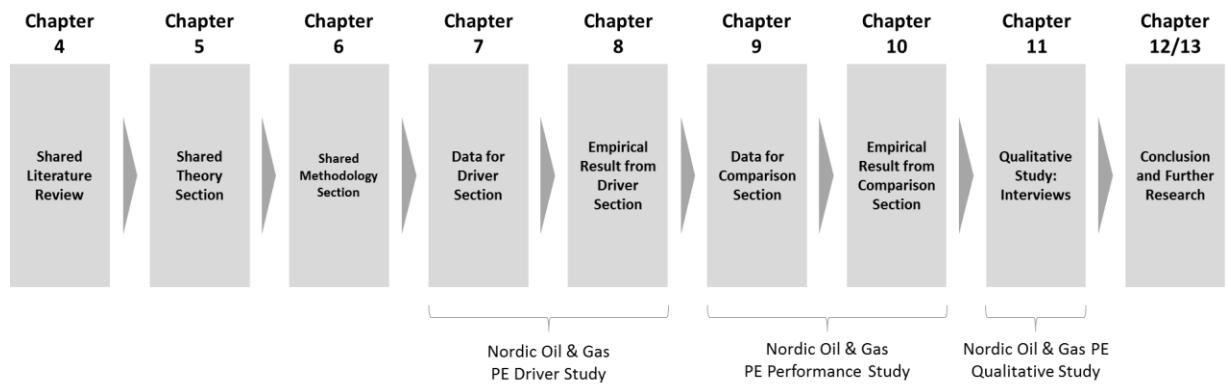 Chapter
4
Chapter
5
Chapter
6
Chapter
7
Chapter
8
Chapter
9
Chapter
10
Chapter
11
Chapter
12/13
Shared
Literature
Review
Shared
Theory
Section
Shared
Methodology
Section
Data for
Driver
Section
Empirical
Result from
Driver
Section
Data for
Comparison
Section
Empirical
Result from
Comparison
Section
Qualitative
Study:
Interviews
Conclusion
and Further
Research
Nordic Oil & Gas
PE Driver Study
Nordic Oil & Gas
PE Performance Study
Nordic Oil & Gas PE
Qualitative Study